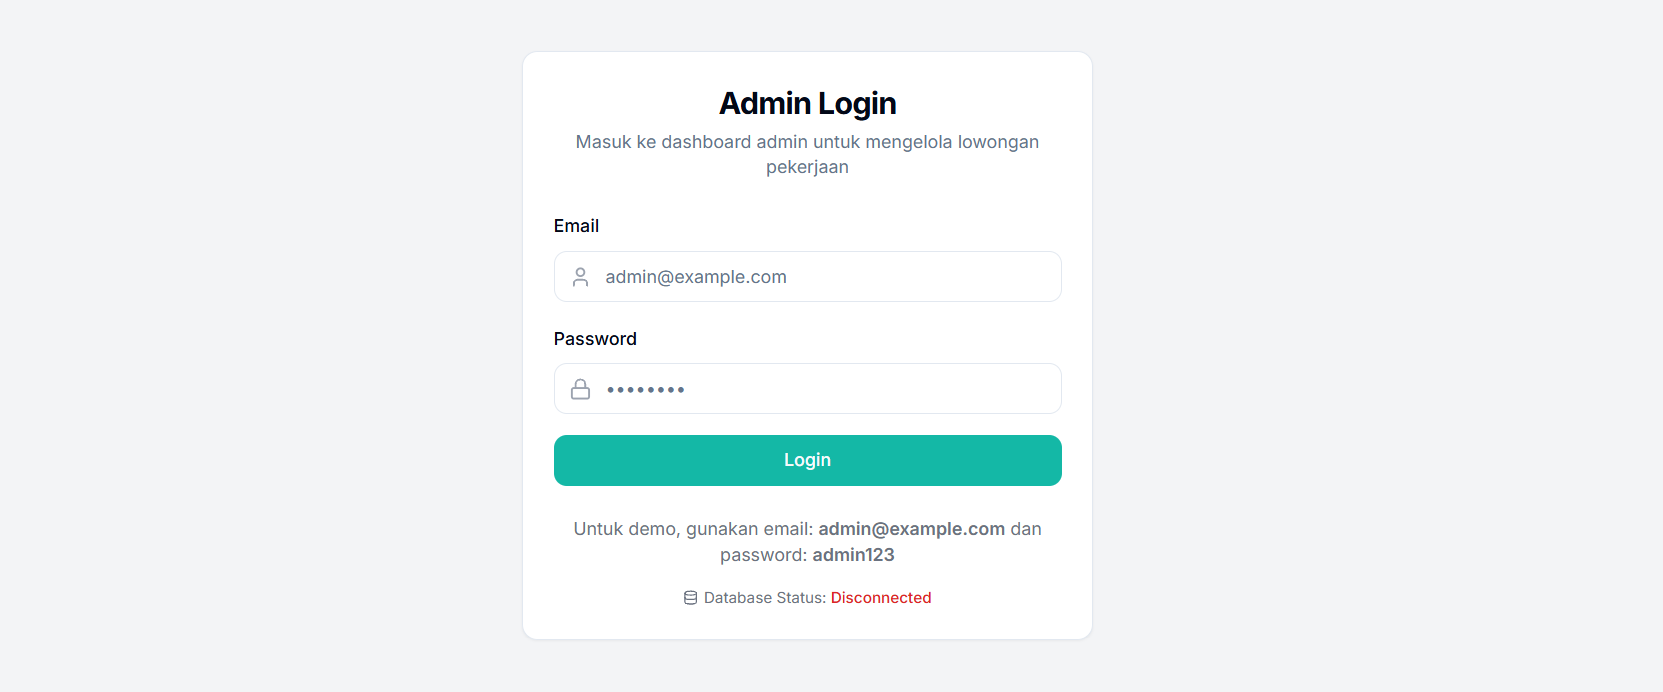 Admin Login
Masuk ke dashboard admin untuk mengelola lowongan
pekerjaan
Email
admin@example.com
Password
••••••••
Login
Untuk demo, gunakan email: admin@example.com dan
password: admin123
Database Status: Disconnected